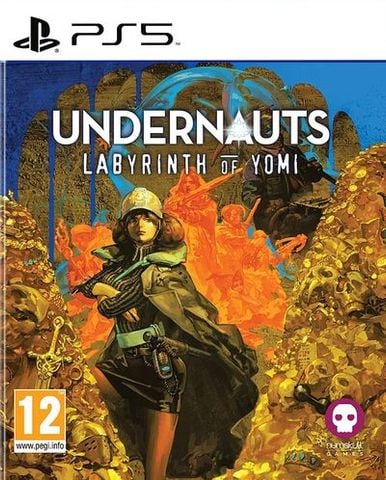 PS5
UNDERNAUTS
LABYRINTH OF YOMI
12
www.pegi.info
numskull
GAMES